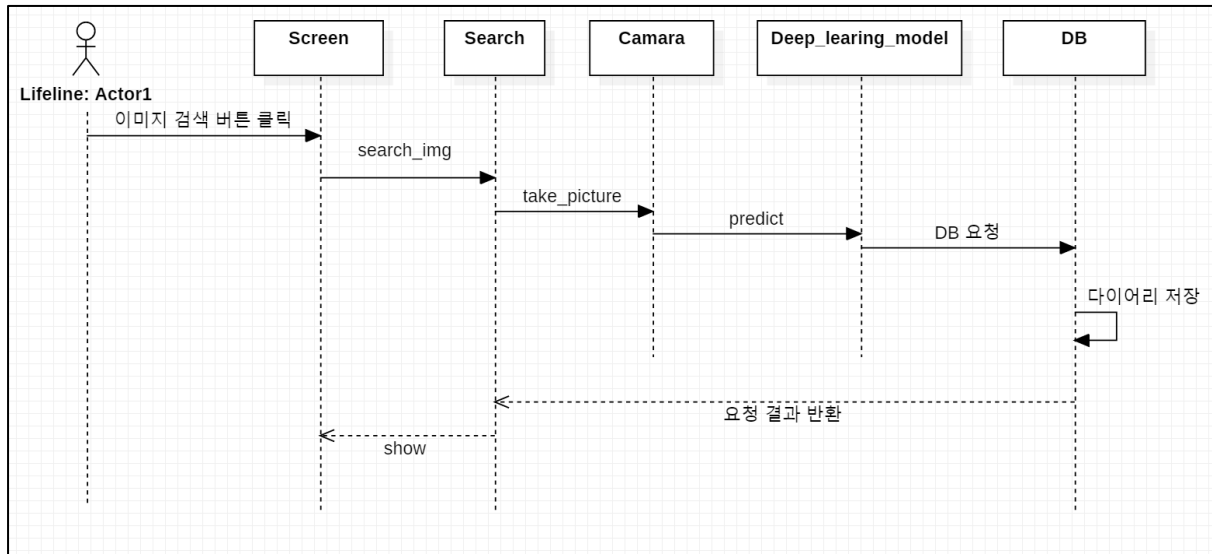 Screen
Search
Camara
Deep_learing_model
DB
Lifeline: Actor1
이미지 검색 버튼 클릭
search_img
take_picture
predict
DB 요청
다이어리 저장
요청 결과 반환
show